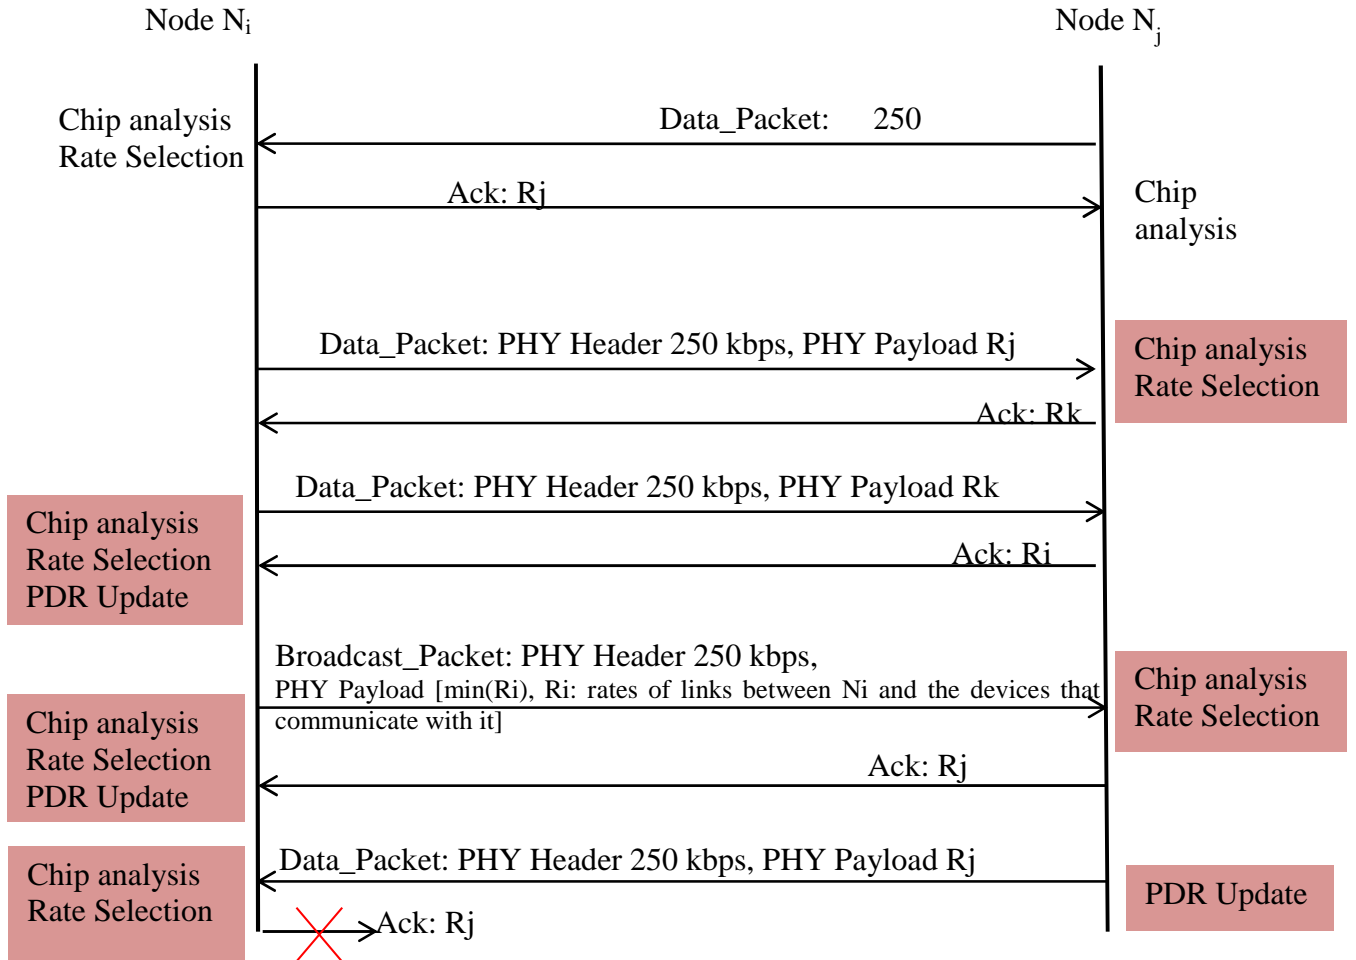 Node Ni
Node Nj
Chip analysis
Rate Selection
Data_Packet: 250
Ack: Rj
Chip
analysis
Data_Packet: PHY Header 250 kbps, PHY Payload Rj
Chip analysis
Rate Selection
Ack: Rk
Data_Packet: PHY Header 250 kbps, PHY Payload Rk
Chip analysis
Rate Selection
PDR Update
Ack: Ri
Broadcast_Packet: PHY Header 250 kbps,
PHY Payload [min(Ri), Ri: rates of links between Ni and the devices that
communicate with it]
Chip analysis
Rate Selection
Chip analysis
Rate Selection
PDR Update
Ack: Rj
Data_Packet: PHY Header 250 kbps, PHY Payload Rj
Chip analysis
Rate Selection
PDR Update
Ack: Rj